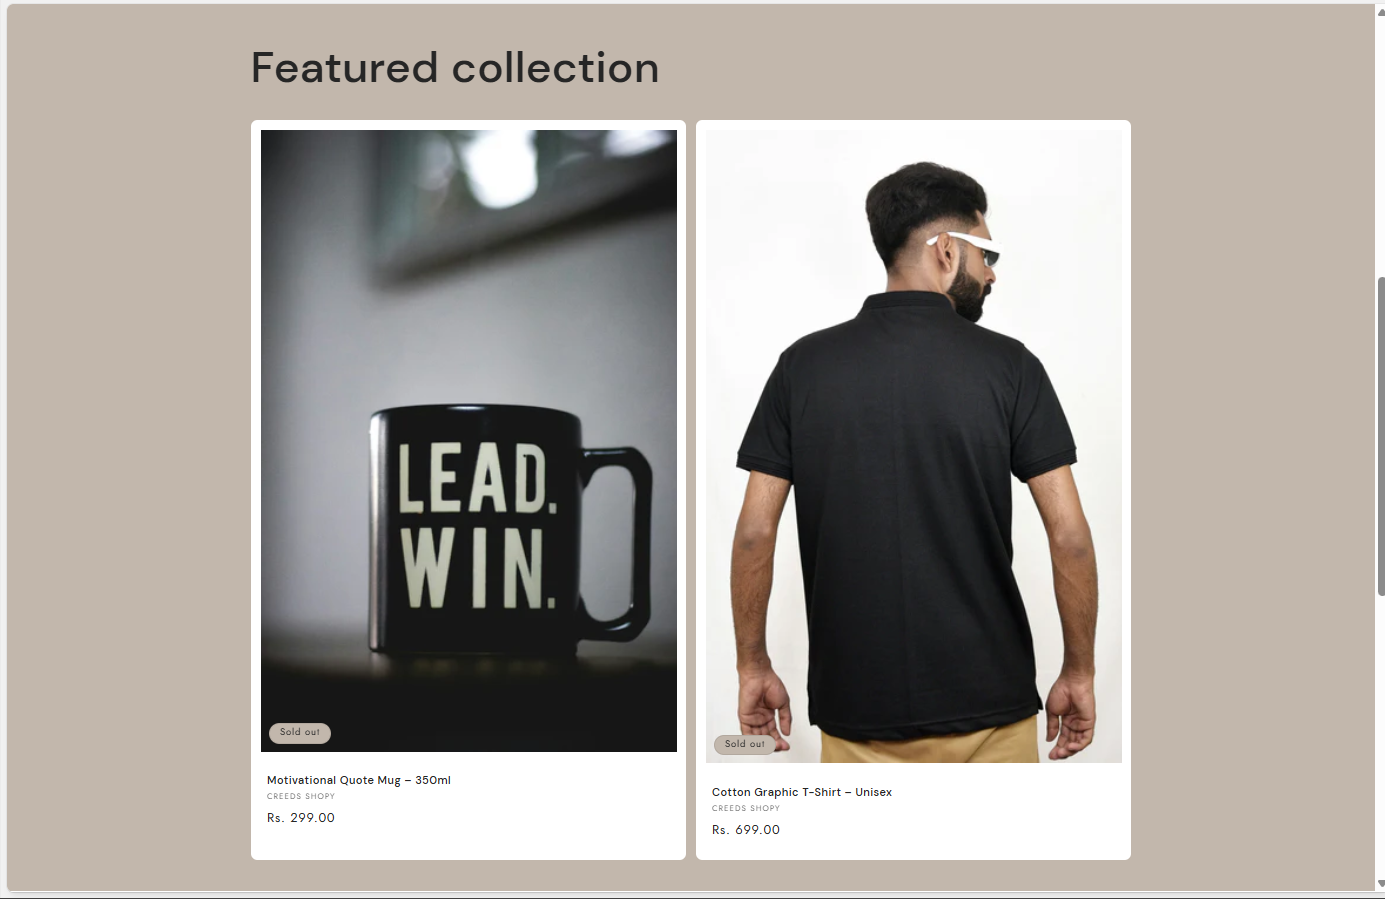 Featured collection
LEAD.
WIN.
Sold out
Motivational Quote Mug – 350ml
CREEDS SHOPY
Rs. 299.00
Sold out
Cotton Graphic T-Shirt – Unisex
CREEDS SHOPY
Rs. 699.00